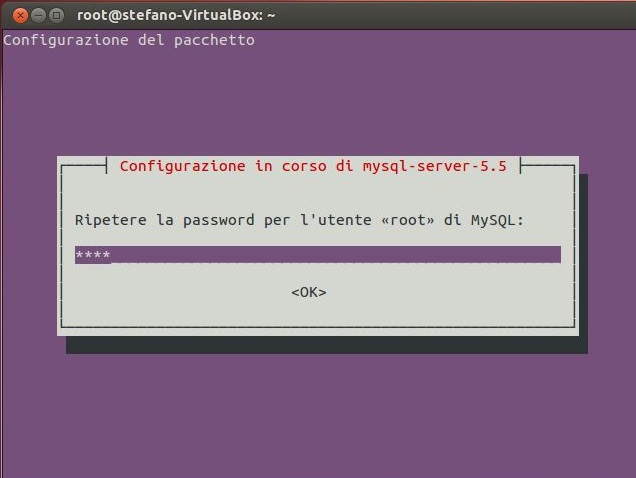 root@stefano-VirtualBox: ~
Configurazione del pacchetto
Configurazione in corso di mysql-server-5.5
Ripetere la password per l'utente «root» di MySQL:
****
<OK>